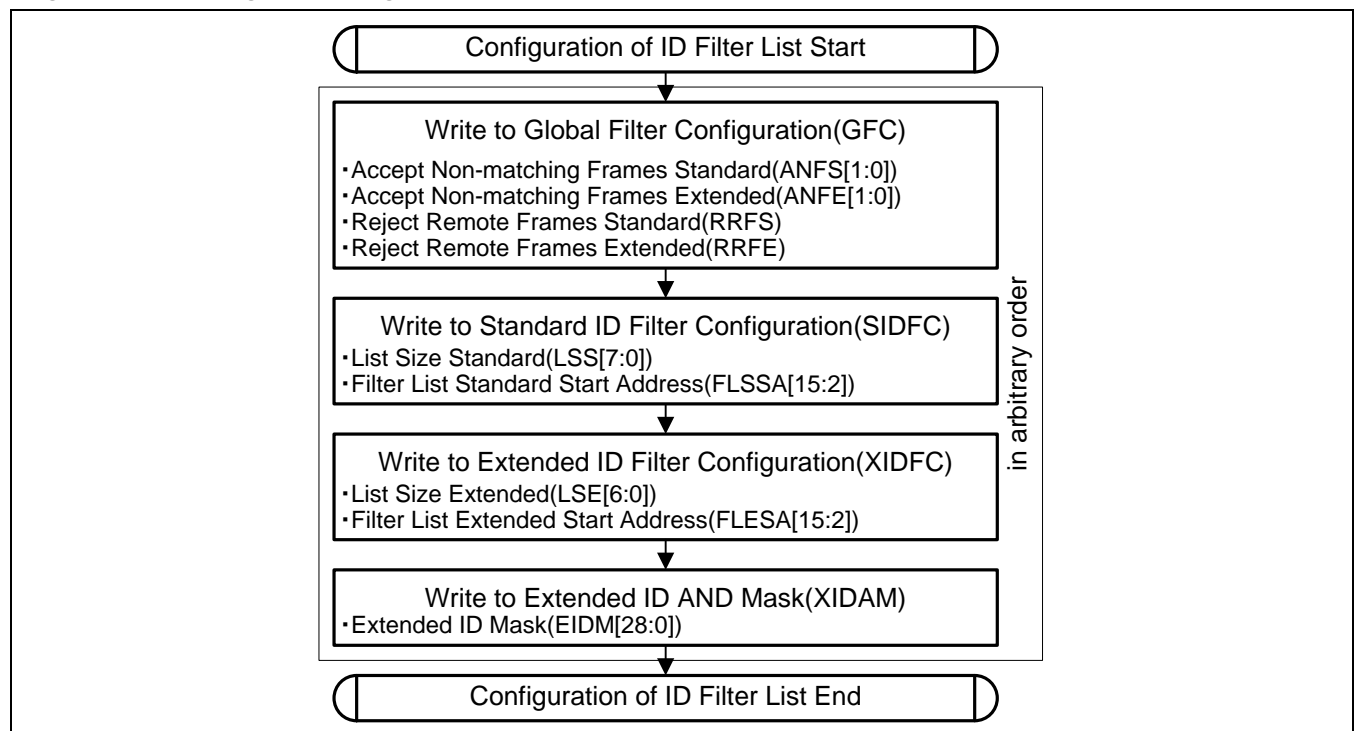 Configuration of ID Filter List Start
Write to Global Filter Configuration(GFC)
・Accept Non-matching Frames Standard(ANFS[1:0])
・Accept Non-matching Frames Extended(ANFE[1:0])
・Reject Remote Frames Standard(RRFS)
・Reject Remote Frames Extended(RRFE)
Write to Standard ID Filter Configuration(SIDFC)
・List Size Standard(LSS[7:0])
・Filter List Standard Start Address(FLSSA[15:2])
Write to Extended ID Filter Configuration(XIDFC)
・List Size Extended(LSE[6:0])
・Filter List Extended Start Address(FLESA[15:2])
Write to Extended ID AND Mask(XIDAM)
・Extended ID Mask(EIDM[28:0])
in arbitrary order
Configuration of ID Filter List End